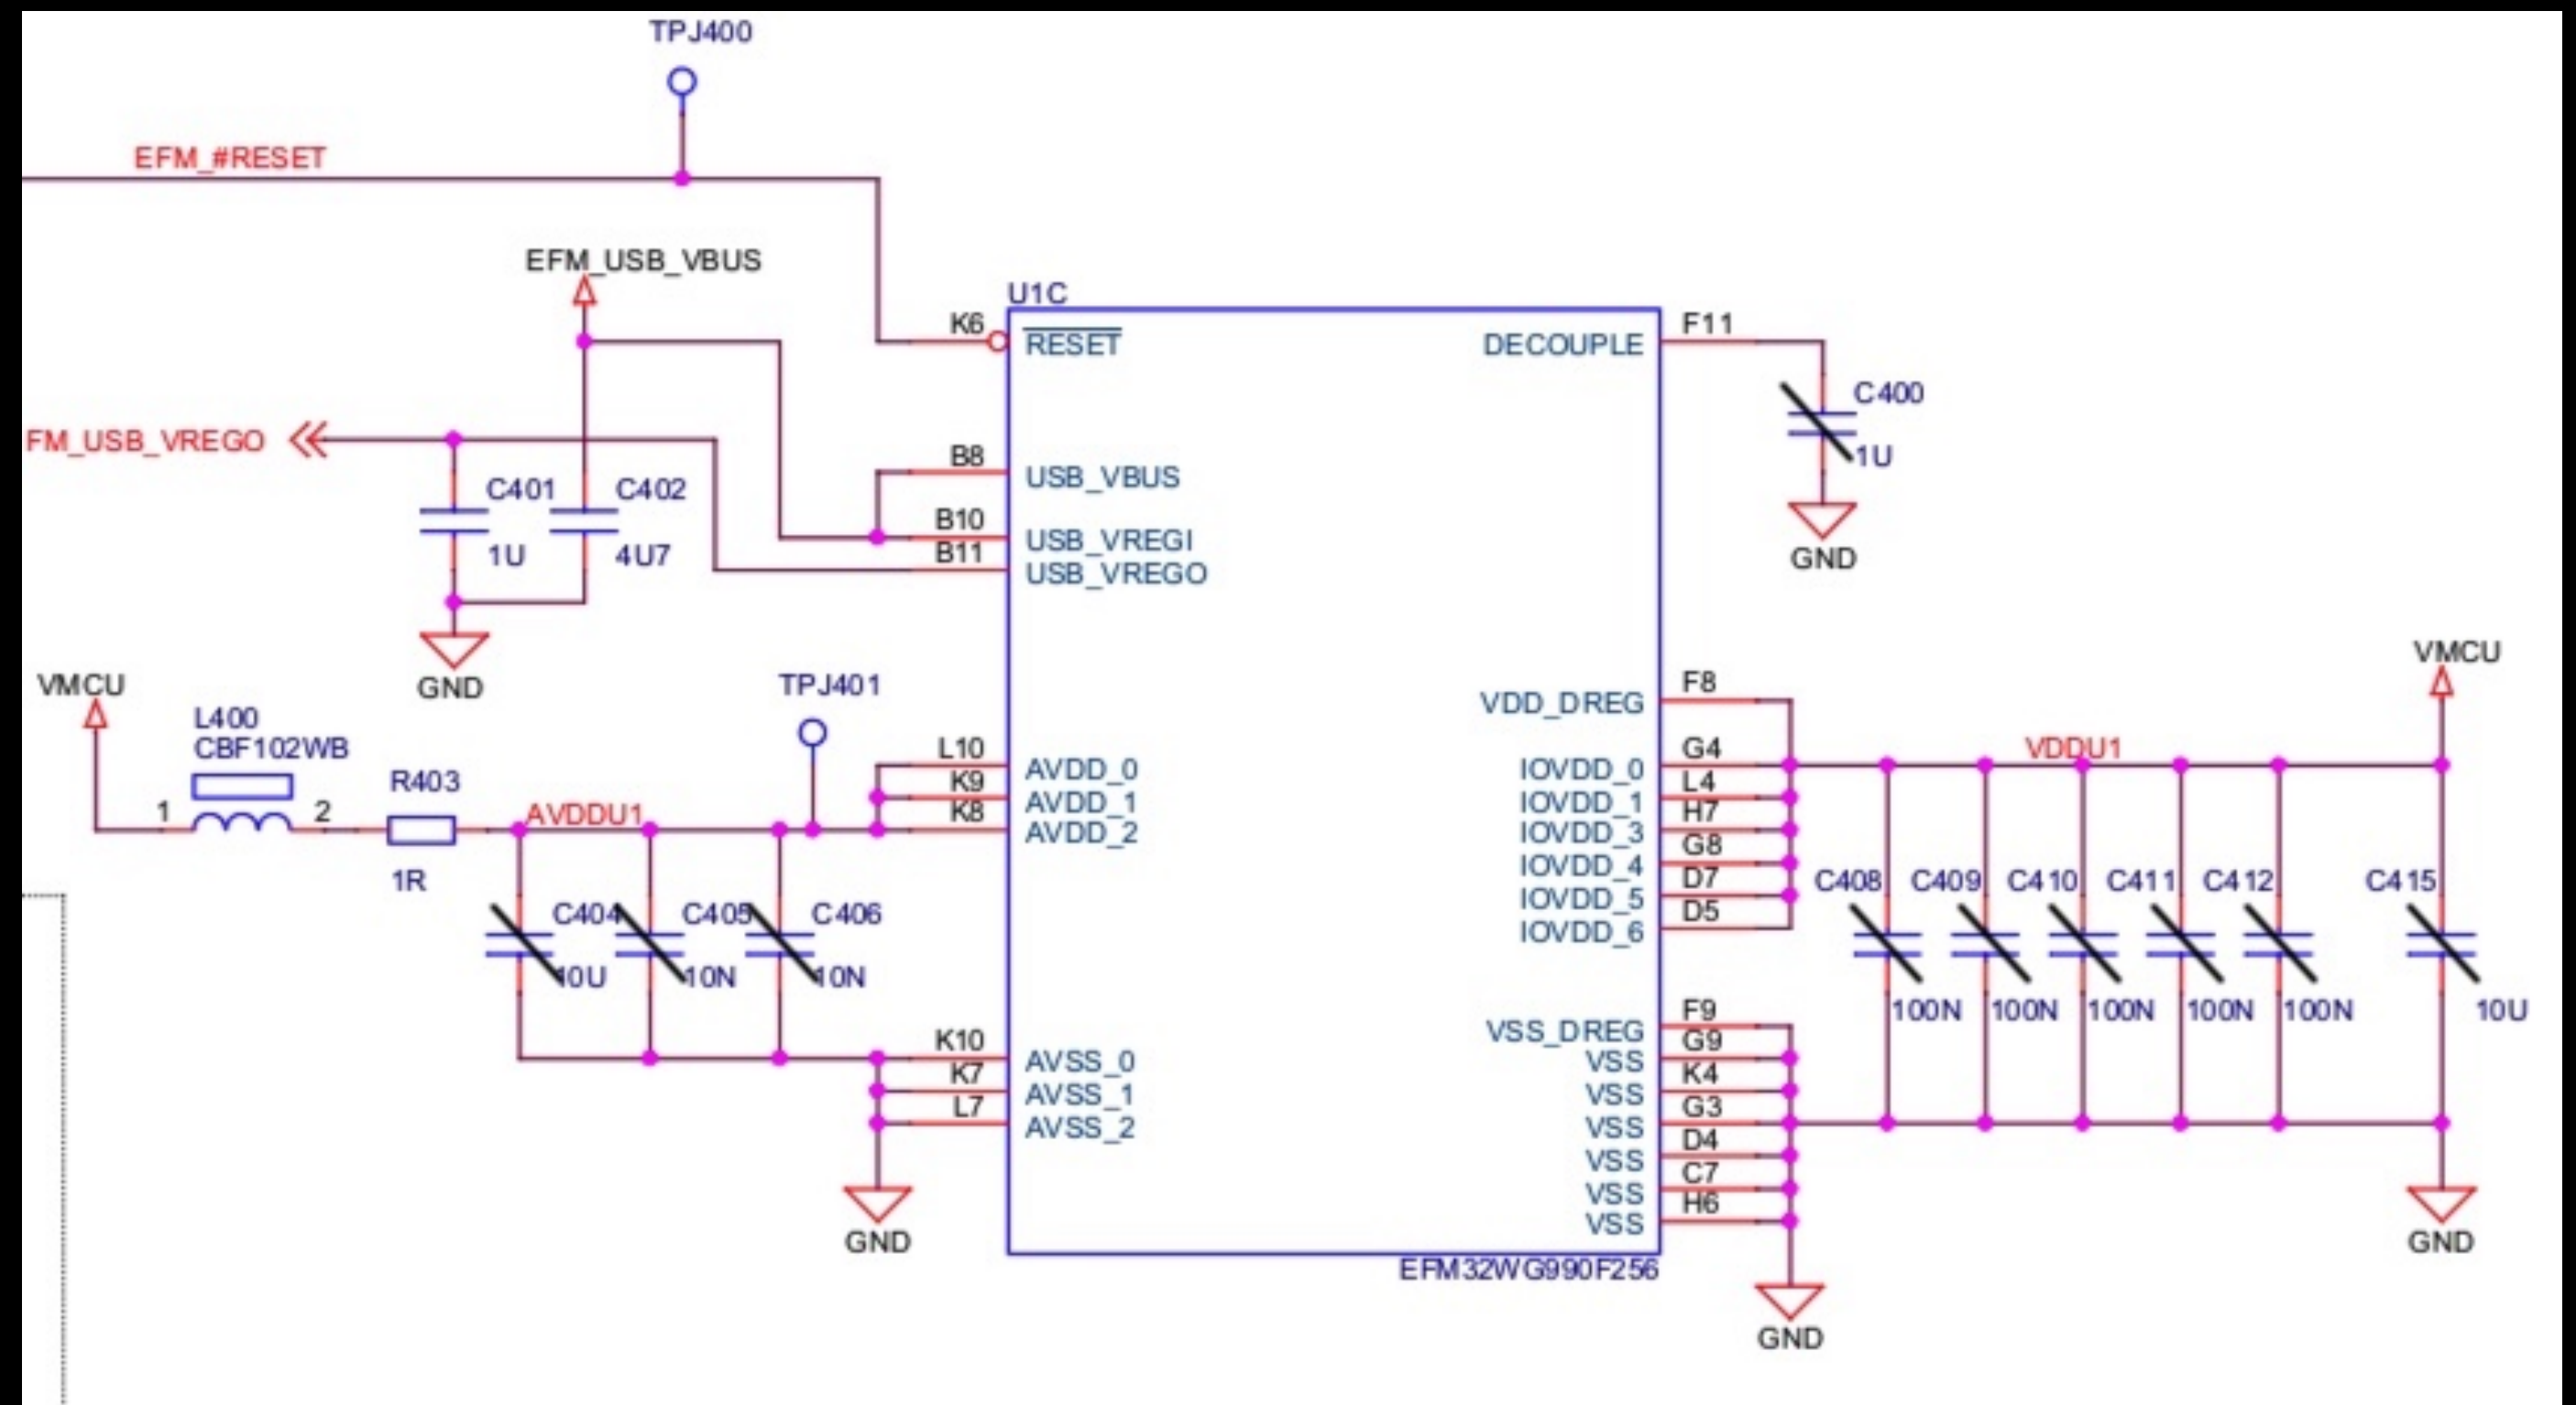 TPJ400
EFM_#RESET
EFM_USB_VBUS
U1C
K6
RESET
DECOUPLE
F11
C400
1U
GND
FM_USB_VREGO
B8
USB_VBUS
C401
C402
B10
USB_VREGI
1U
4U7
B11
USB_VREGO
GND
VMCU
TPJ401
L400
CBF102WB
R403
1
2
AVDDU1
1R
L10
AVDD_0
K9
AVDD_1
K8
AVDD_2
C404
C405
C406
10U
10N
10N
K10
AVSS_0
K7
AVSS_1
L7
AVSS_2
GND
VDD_DREG
F8
IOVDD_0
G4
IOVDD_1
L4
IOVDD_3
H7
IOVDD_4
G8
IOVDD_5
D7
IOVDD_6
D5
VDDU1
VMCU
C408
C409
C410
C411
C412
C415
100N
100N
100N
100N
100N
10U
VSS_DREG
F9
VSS
G9
VSS
K4
VSS
G3
VSS
D4
VSS
C7
VSS
H6
GND
EFM32WG990F256
GND